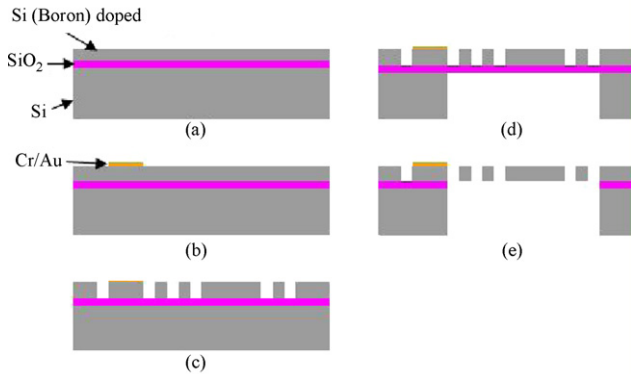 Si (Boron) doped
SiO₂
Si
(a)
Cr/Au
(b)
(c)
(d)
(e)